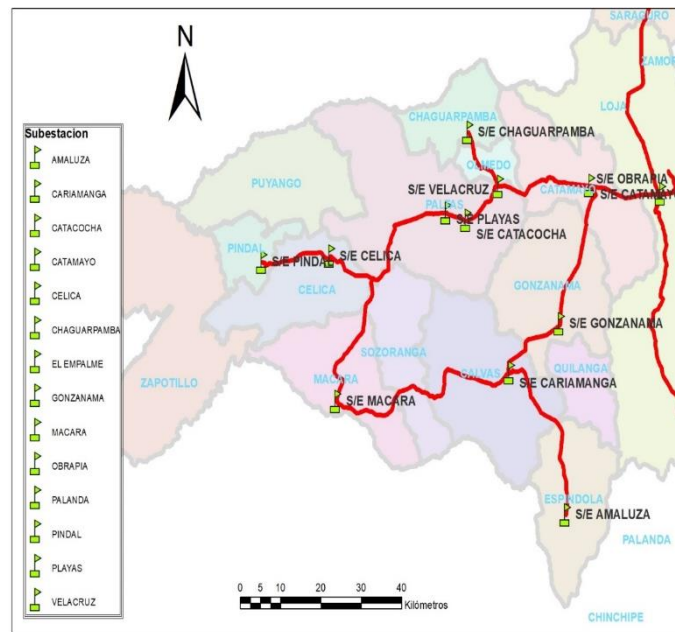 N
Subestacion
AMALUZA
CARIAMANGA
CATACOCHA
CATAMAYO
CELICA
CHAGUARPAMBA
EL EMPALME
GONZANAMA
MACARA
OBRAPIA
PALANDA
PINDAL
PLAYAS
VELACRUZ
SARAGURO
ZAMOR
LOJA
CHAGUARPAMBA
S/E CHAGUARPAMBA
OLMEDO
S/E VELACRUZ
CATAMAYO
S/E OBRAPIA
S/E CATAMAYO
PUYANGO
PALTAS
S/E PLAYAS
S/E CATACOCHA
PINDAL
S/E PINDAL
S/E CELICA
CELICA
GONZANAMA
S/E GONZANAMA
SOZORANGA
ZAPOTILLO
MACARA
S/E MACARA
CALVAS
S/E CARIAMANGA
QUILANGA
ESPINDOLA
S/E AMALUZA
PALANDA
CHINCHIPE
0 5 10 20 30 40
Kilómetros